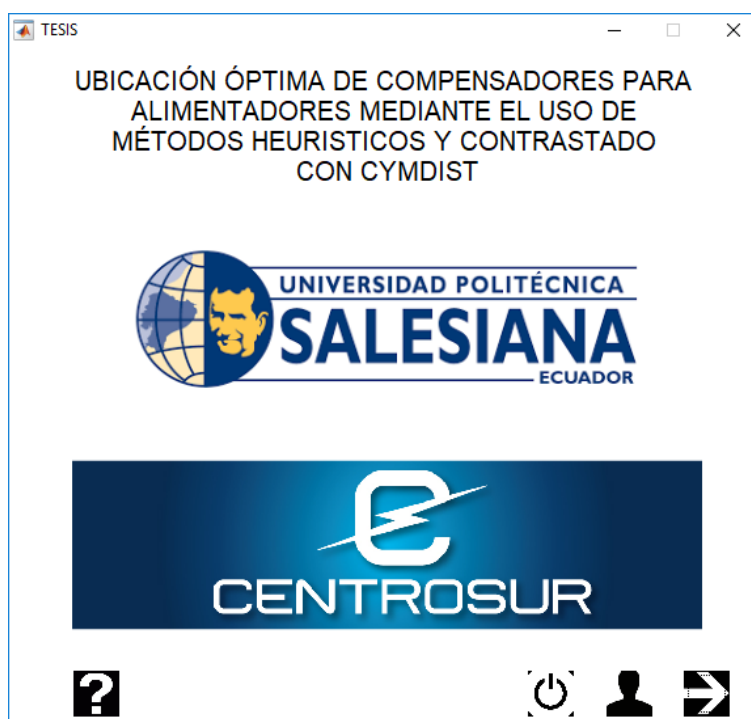 TESIS
UBICACIÓN ÓPTIMA DE COMPENSADORES PARA
ALIMENTADORES MEDIANTE EL USO DE
MÉTODOS HEURISTICOS Y CONTRASTADO
CON CYMDIST
UNIVERSIDAD POLITÉCNICA
SALESIANA
ECUADOR
CENTROSUR
?